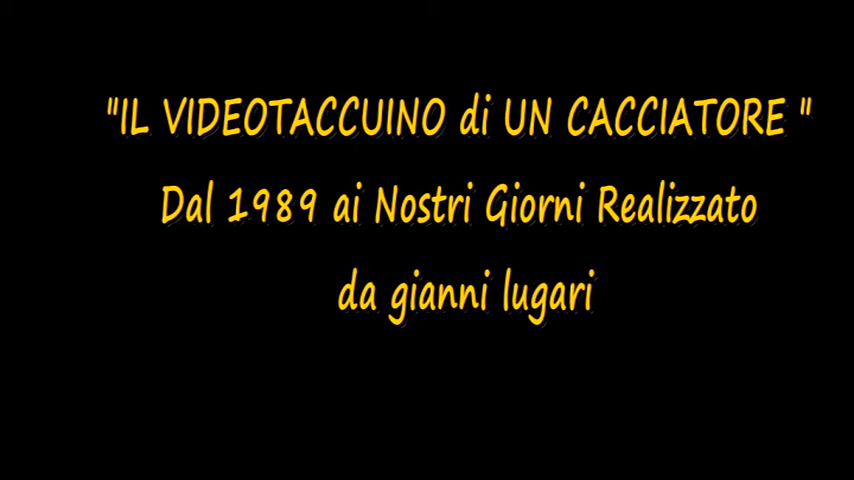 "IL VIDEOTACCUINO di UN CACCIATORE "
Dal 1989 ai Nostri Giorni Realizzato
da gianni lugari